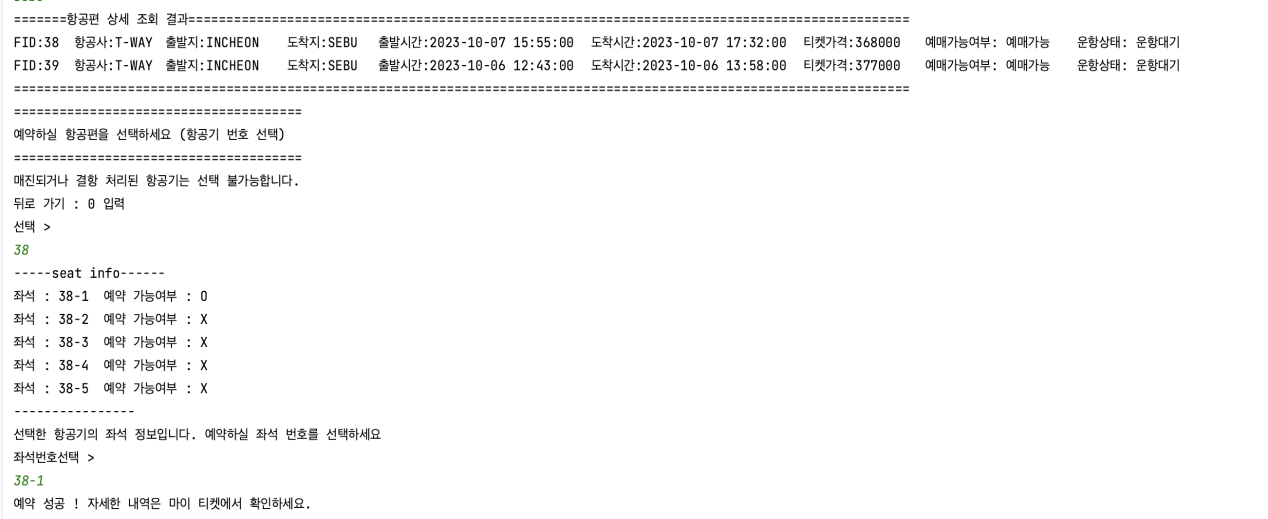 =======항공편 상세 조회 결과===============================================================================================
FID:38  항공사:T-WAY  출발지:INCHEON    도착지:SEBU   출발시간:2023-10-07 15:55:00  도착시간:2023-10-07 17:32:00  티켓가격:368000   예매가능여부: 예매가능    운항상태: 운항대기
FID:39  항공사:T-WAY  출발지:INCHEON    도착지:SEBU   출발시간:2023-10-06 12:43:00  도착시간:2023-10-06 13:58:00  티켓가격:377000   예매가능여부: 예매가능    운항상태: 운항대기
=======================================================================================================================
======================================
예약하실 항공편을 선택하세요 (항공기 번호 선택)
======================================
매진되거나 결항 처리된 항공기는 선택 불가능합니다.
뒤로 가기 : 0 입력
선택 >
38
-----seat info------
좌석 : 38-1  예약 가능여부 : O
좌석 : 38-2  예약 가능여부 : X
좌석 : 38-3  예약 가능여부 : X
좌석 : 38-4  예약 가능여부 : X
좌석 : 38-5  예약 가능여부 : X
----------------
선택한 항공기의 좌석 정보입니다. 예약하실 좌석 번호를 선택하세요
좌석번호선택 >
38-1
예약 성공 ! 자세한 내역은 마이 티켓에서 확인하세요.